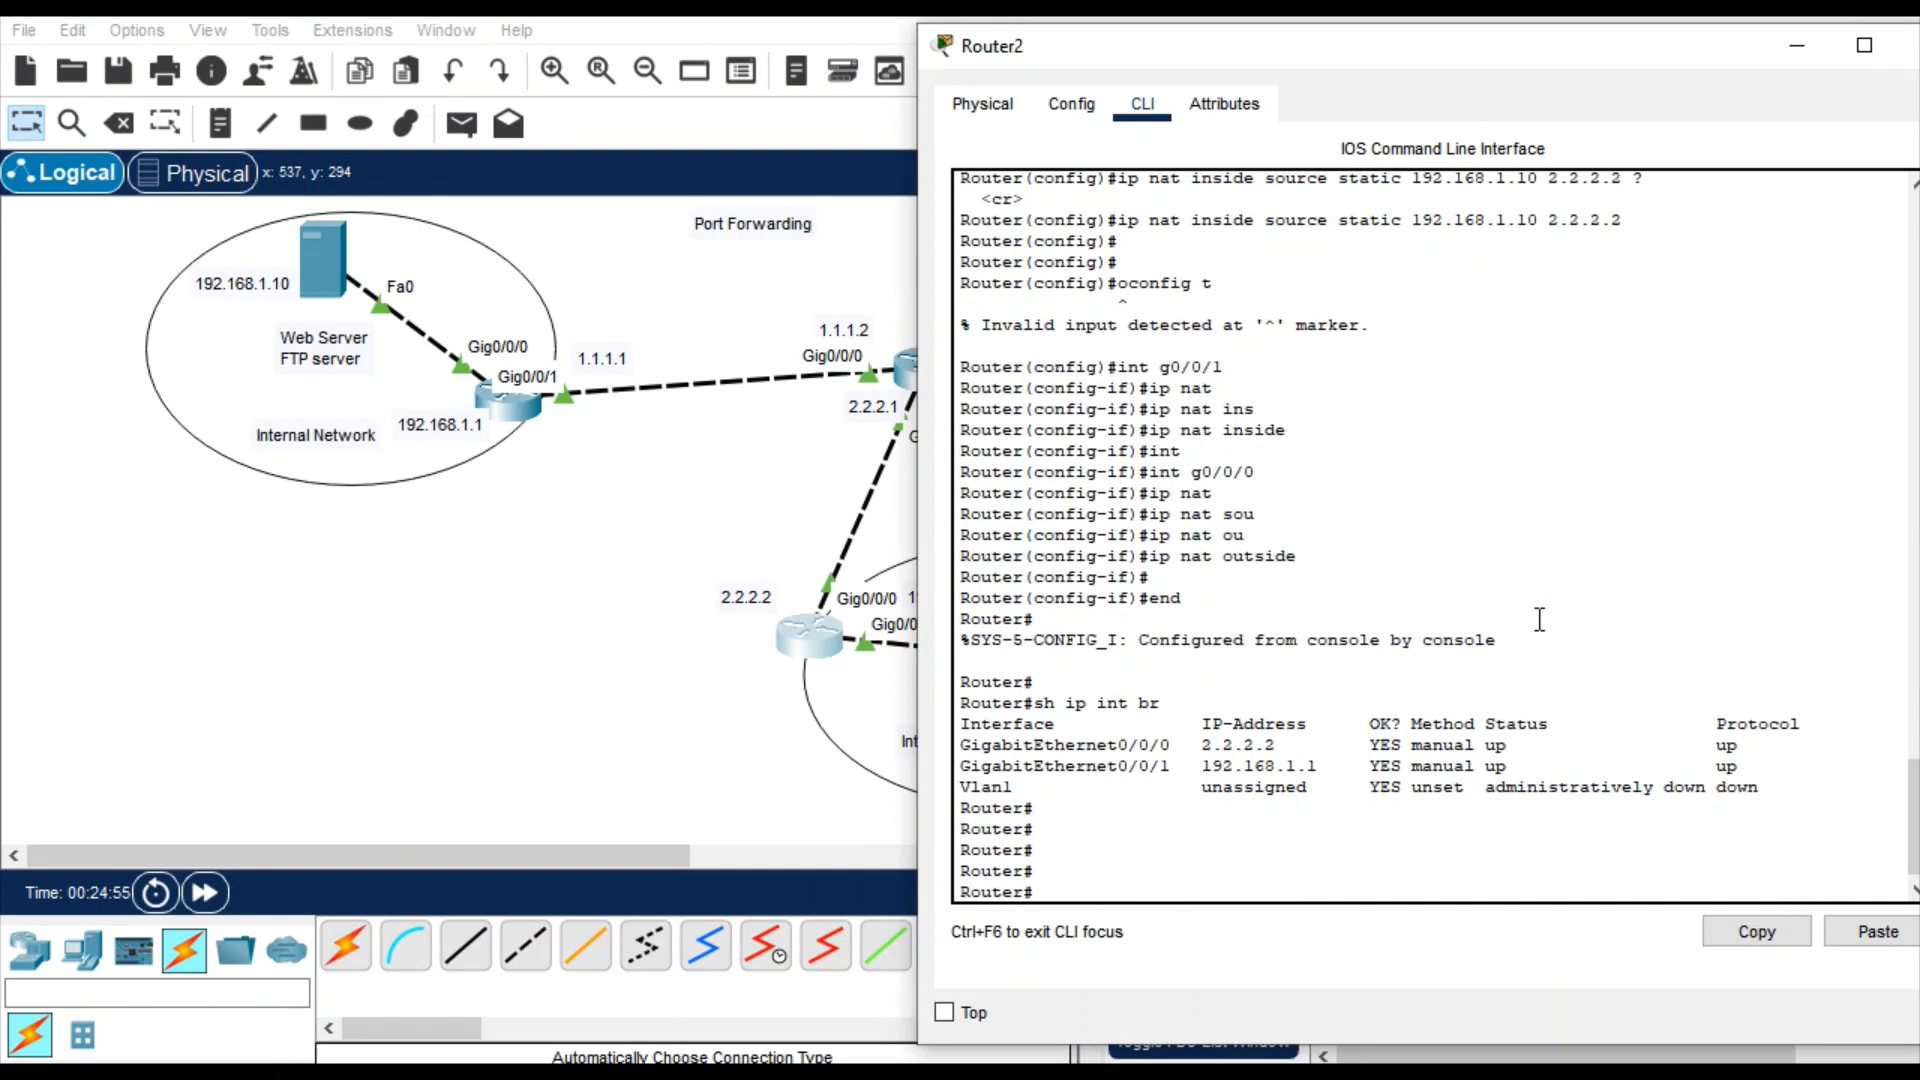 File Edit Options View Tools Extensions Window Help
Logical Physical x: 537, y: 294
Port Forwarding
192.168.1.10
Fa0
Web Server
FTP server
Gig0/0/0
Gig0/0/1
1.1.1.1
192.168.1.1
Internal Network
1.1.1.2
Gig0/0/0
2.2.2.1
G
2.2.2.2
Gig0/0/0 1
Gig0/0
Int
Time: 00:24:55
Automatically Choose Connection Type
Router2
Physical Config CLI Attributes
IOS Command Line Interface
Router(config)#ip nat inside source static 192.168.1.10 2.2.2.2 ?
<cr>
Router(config)#ip nat inside source static 192.168.1.10 2.2.2.2
Router(config)#
Router(config)#
Router(config)#oconfig t
^
% Invalid input detected at '^' marker.
Router(config)#int g0/0/1
Router(config-if)#ip nat
Router(config-if)#ip nat ins
Router(config-if)#ip nat inside
Router(config-if)#int
Router(config-if)#int g0/0/0
Router(config-if)#ip nat
Router(config-if)#ip nat sou
Router(config-if)#ip nat ou
Router(config-if)#ip nat outside
Router(config-if)#
Router(config-if)#end
Router#
%SYS-5-CONFIG_I: Configured from console by console
Router#
Router#sh ip int br
Interface IP-Address OK? Method Status Protocol
GigabitEthernet0/0/0 2.2.2.2 YES manual up up
GigabitEthernet0/0/1 192.168.1.1 YES manual up up
Vlan1 unassigned YES unset administratively down down
Router#
Router#
Router#
Router#
Router#
Ctrl+F6 to exit CLI focus
Copy Paste
Top